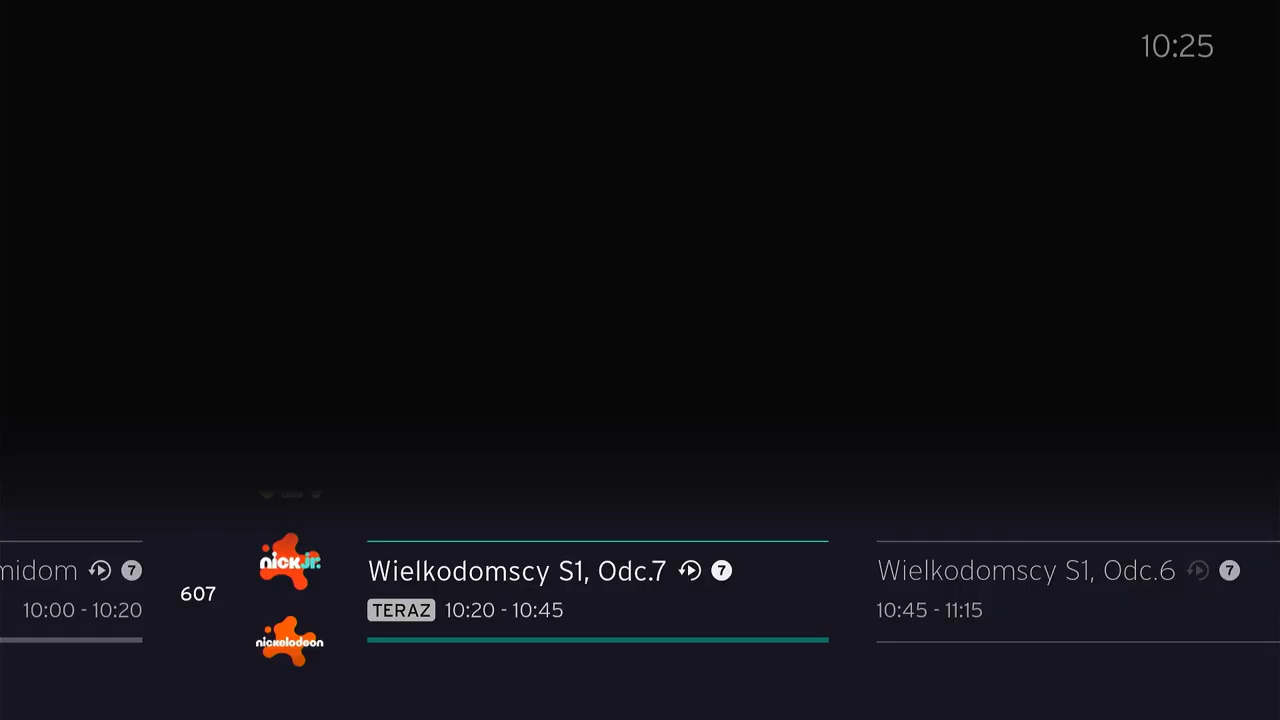 10:25
nick jr.
midom 7
Wielkodomscy S1, Odc.7 7
Wielkodomscy S1, Odc.6 7
607
10:00 - 10:20
TERAZ 10:20 - 10:45
10:45 - 11:15
nickelodeon